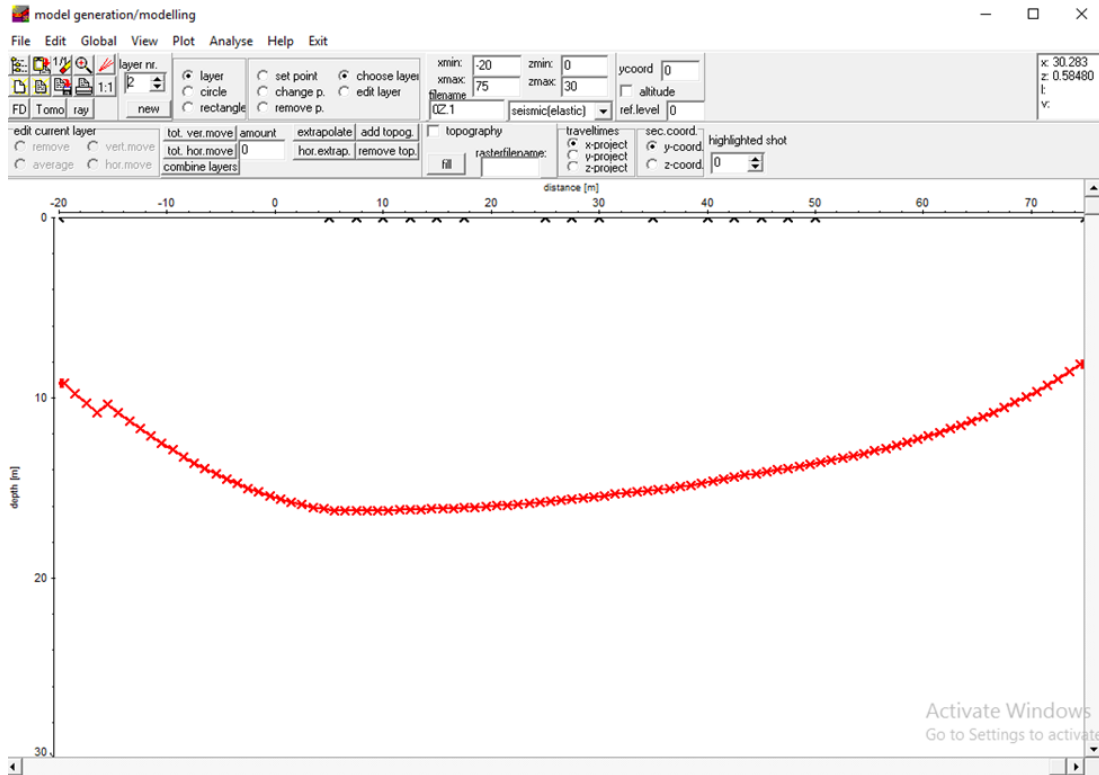 model generation/modelling
File Edit Global View Plot Analyse Help Exit
layer nr.
2
new
1:1
FD Tomo ray
layer
circle
rectangle
set point
change p.
remove p.
choose layer
edit layer
xmin: -20
xmax: 75
zmin: 0
zmax: 30
filename
0Z.1
seismic(elastic)
ycoord 0
altitude
ref.level 0
x: 30.283
z: 0.58480
l:
v:
edit current layer
remove vert.move
average hor.move
tot. ver.move amount
tot. hor.move 0
combine layers
extrapolate add topog.
hor.extrap. remove top.
topography
fill
rasterfilename:
traveltimes
x-project
y-project
z-project
sec.coord.
y-coord.
z-coord.
highlighted shot
0
distance [m]
-20 -10 0 10 20 30 40 50 60 70
0
10
depth [m]
20
30
Activate Windows
Go to Settings to activate